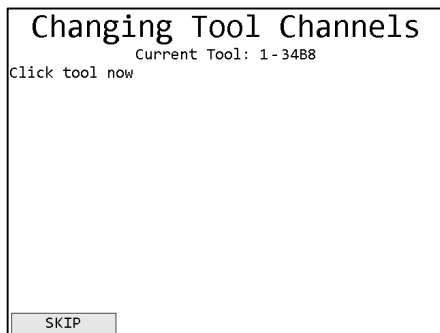 Changing Tool Channels
Current Tool: 1-34B8
Click tool now
SKIP